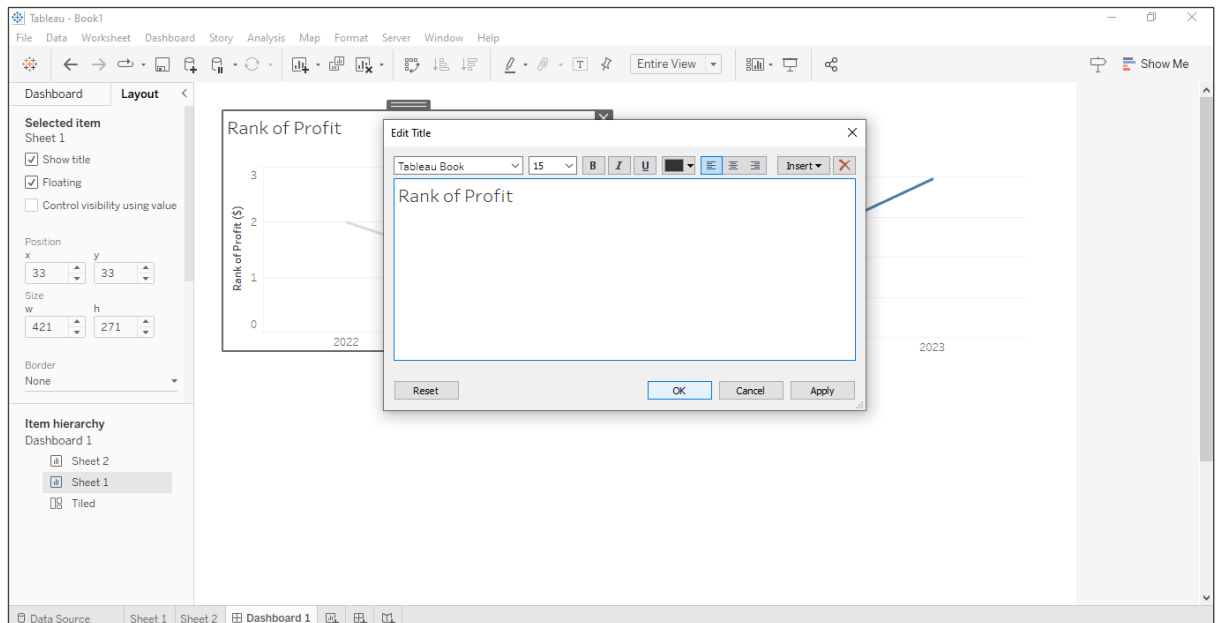 Tableau - Book1
File Data Worksheet Dashboard Story Analysis Map Format Server Window Help
Entire View
Show Me
Dashboard Layout
Selected item
Sheet 1
Show title
Floating
Control visibility using value
Position
x y
33 33
Size
w h
421 271
Border
None
Item hierarchy
Dashboard 1
Sheet 2
Sheet 1
Tiled
Rank of Profit
3
2
1
0
Rank of Profit ($)
2022
Edit Title
Tableau Book 15 B I U Insert
Rank of Profit
Reset OK Cancel Apply
2023
Data Source Sheet 1 Sheet 2 Dashboard 1